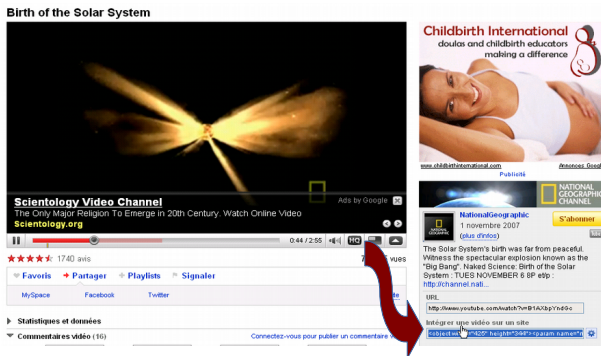 Birth of the Solar System
Scientology Video Channel
Ads by Google
The Only Major Religion To Emerge in 20th Century. Watch Online Video
Scientology.org
0:44 / 2:55
HQ
1740 avis
vues
Favoris
Partager
Playlists
Signaler
MySpace
Facebook
Twitter
Statistiques et données
Commentaires vidéo (16)
Connectez-vous pour publier un commentaire
Childbirth International
doulas and childbirth educators
making a difference
www.childbirthinternational.com
Annonces Googl
Publicité
NATIONAL
GEOGRAPHIC
CHANNEL
NationalGeographic
1 novembre 2007
(plus d'infos)
S'abonner
The Solar System's birth was far from peaceful.
Witness the spectacular explosion known as the
"Big Bang". Naked Science: Birth of the Solar
System : TUES NOVEMBER 6 8P et/p :
http://channel.nati...
URL
http://www.youtube.com/watch?v=B1AXbpYndGc
Intégrer une vidéo sur un site
<object width="425" height="344"><param name="m